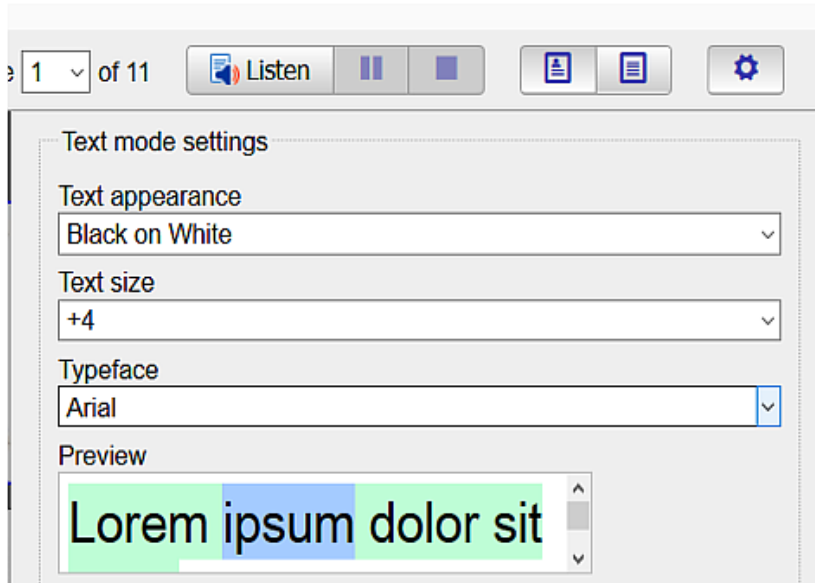 e 1 of 11 Listen
Text mode settings
Text appearance
Black on White
Text size
+4
Typeface
Arial
Preview
Lorem ipsum dolor sit